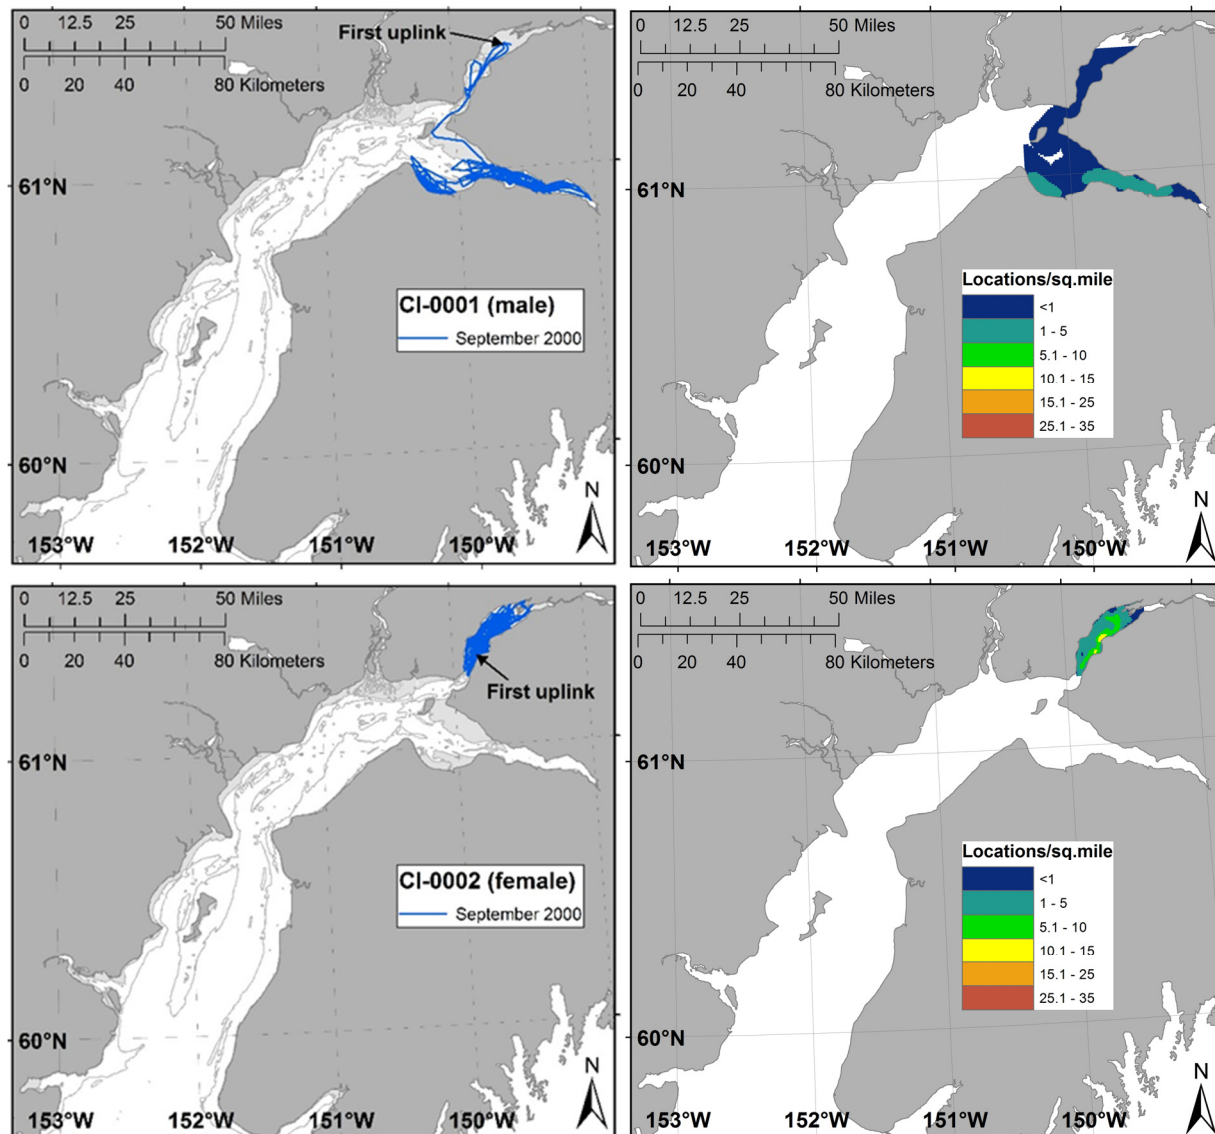 0 12.5 25 50 Miles
0 20 40 80 Kilometers
First uplink
61°N
CI-0001 (male)
September 2000
60°N
N
153°W 152°W 151°W 150°W
0 12.5 25 50 Miles
0 20 40 80 Kilometers
61°N
Locations/sq.mile
<1
1 - 5
5.1 - 10
10.1 - 15
15.1 - 25
25.1 - 35
60°N
N
153°W 152°W 151°W 150°W
0 12.5 25 50 Miles
0 20 40 80 Kilometers
First uplink
61°N
CI-0002 (female)
September 2000
60°N
N
153°W 152°W 151°W 150°W
0 12.5 25 50 Miles
0 20 40 80 Kilometers
61°N
Locations/sq.mile
<1
1 - 5
5.1 - 10
10.1 - 15
15.1 - 25
25.1 - 35
60°N
N
153°W 152°W 151°W 150°W